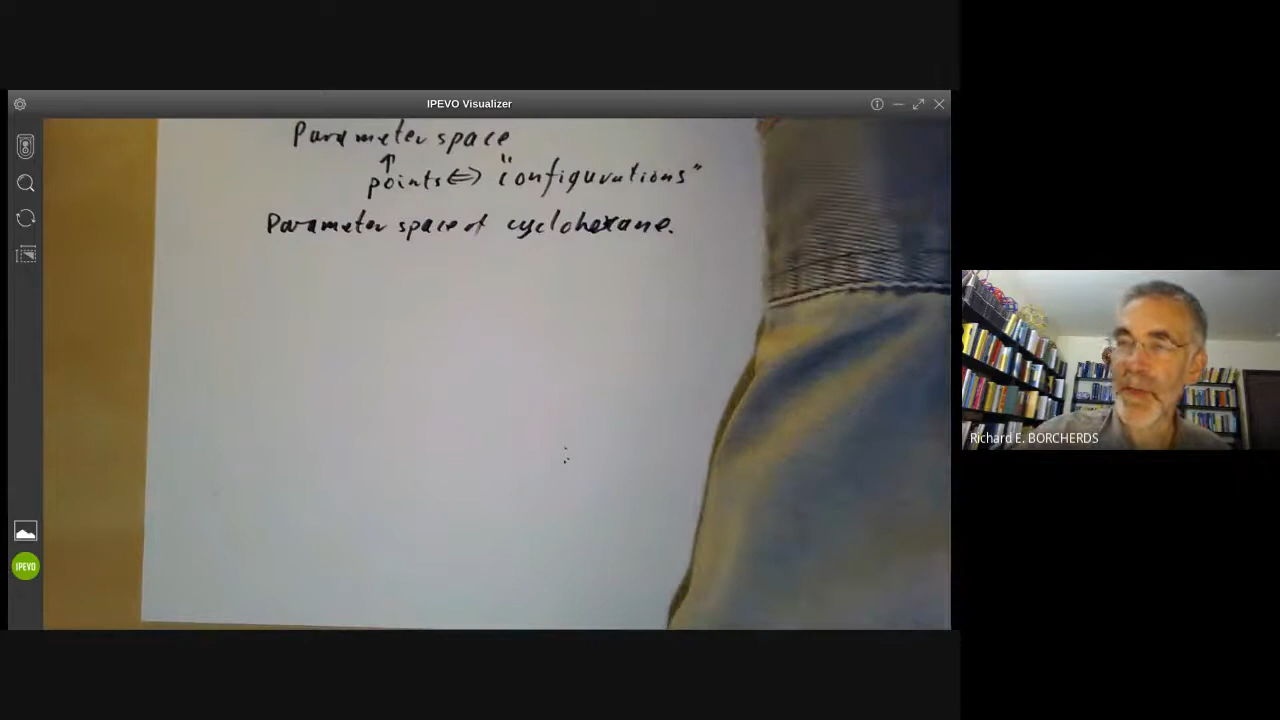 IPEVO Visualizer
Parameter space
↑
points ⇔ "configurations"
Parameter space of cyclohexane.
IPEVO
Richard E. BORCHERDS